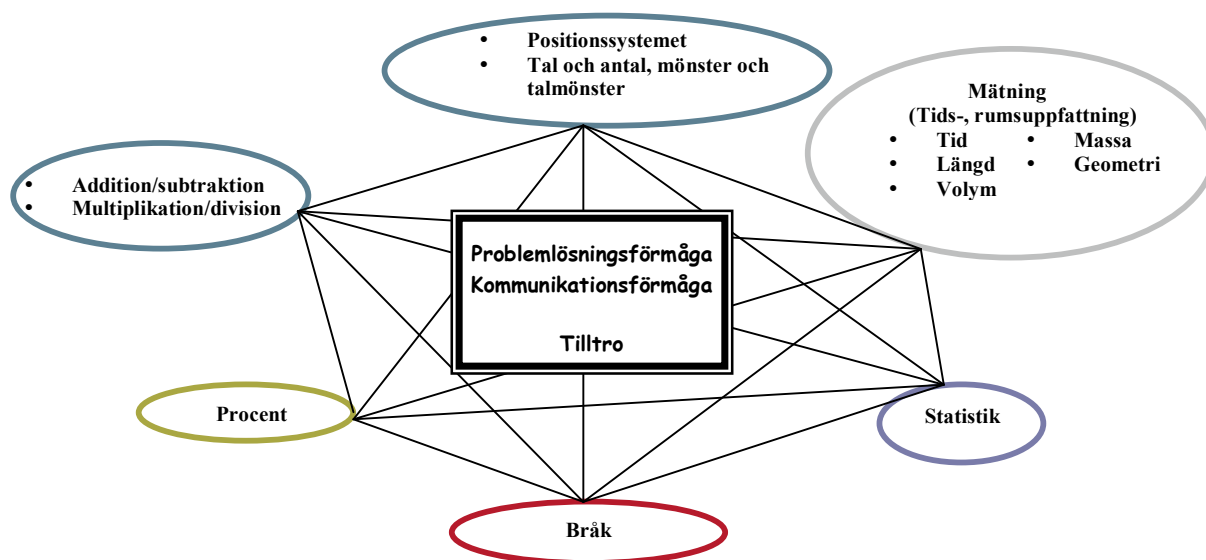 • Positionssystemet
• Tal och antal, mönster och
talmönster
Mätning
(Tids-, rumsuppfattning)
• Tid • Massa
• Längd • Geometri
• Volym
• Addition/subtraktion
• Multiplikation/division
Problemlösningsförmåga
Kommunikationsförmåga
Tilltro
Procent
Statistik
Bråk